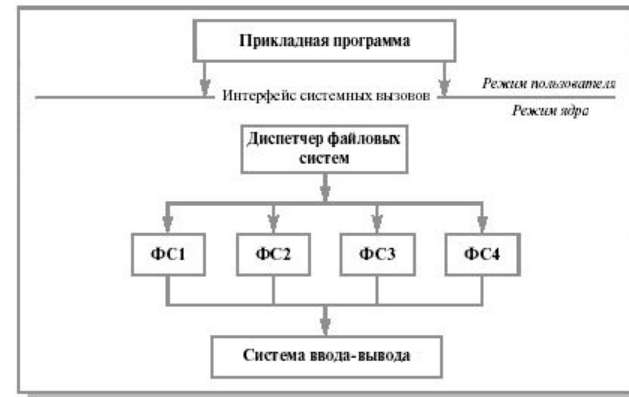 Прикладная программа
Режим пользователя
Интерфейс системных вызовов
Режим ядра
Диспетчер файловых
систем
ФС1 ФС2 ФС3 ФС4
Система ввода-вывода